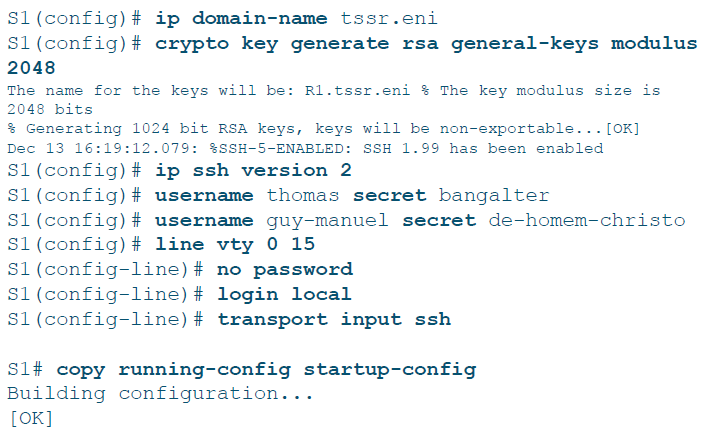 S1(config)# ip domain-name tssr.eni
S1(config)# crypto key generate rsa general-keys modulus
2048
The name for the keys will be: R1.tssr.eni % The key modulus size is
2048 bits
% Generating 1024 bit RSA keys, keys will be non-exportable...[OK]
Dec 13 16:19:12.079: %SSH-5-ENABLED: SSH 1.99 has been enabled
S1(config)# ip ssh version 2
S1(config)# username thomas secret bangalter
S1(config)# username guy-manuel secret de-homem-christo
S1(config)# line vty 0 15
S1(config-line)# no password
S1(config-line)# login local
S1(config-line)# transport input ssh
S1# copy running-config startup-config
Building configuration...
[OK]